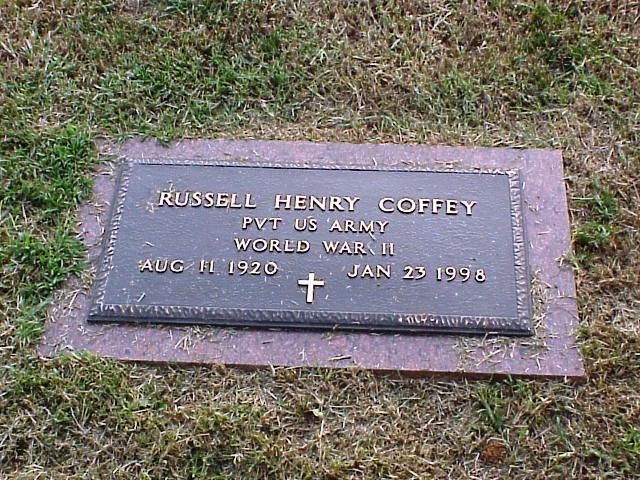 RUSSELL HENRY COFFEY
PVT US ARMY
WORLD WAR II
AUG 11 1920 JAN 23 1998